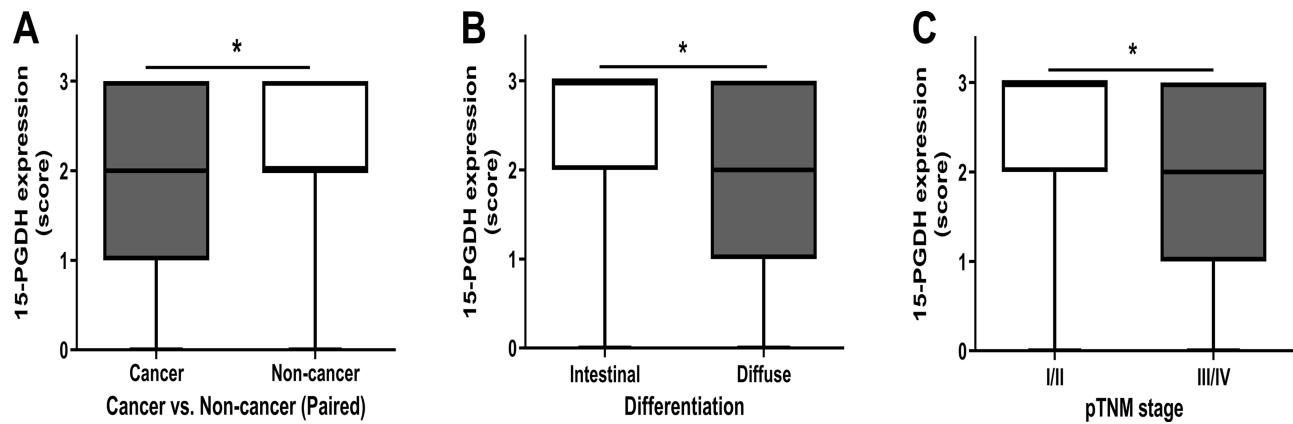 A
15-PGDH expression
(score)
3
2
1
0
*
Cancer
Non-cancer
Cancer vs. Non-cancer (Paired)
B
15-PGDH expression
(score)
3
2
1
0
*
Intestinal
Diffuse
Differentiation
C
15-PGDH expression
(score)
3
2
1
0
*
I/II
III/IV
pTNM stage